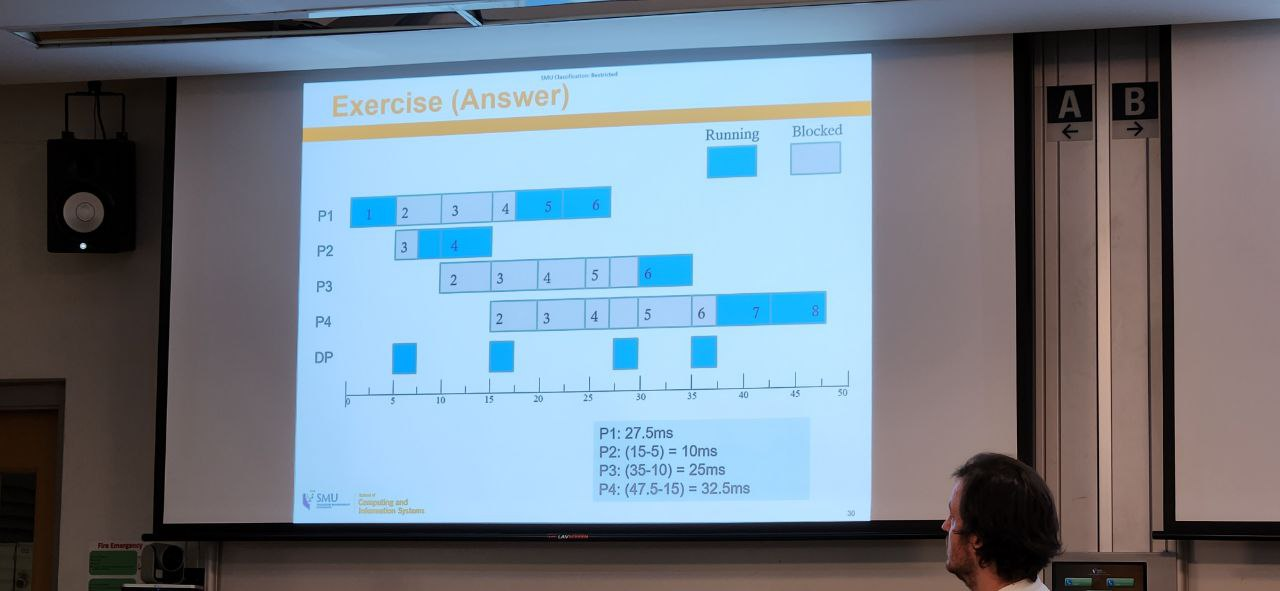 SMU Classification: Restricted
Exercise (Answer)
Running Blocked
P1 1 2 3 4 5 6
P2 3 4
P3 2 3 4 5 6
P4 2 3 4 5 6 7 8
DP
0 5 10 15 20 25 30 35 40 45 50
P1: 27.5ms
P2: (15-5) = 10ms
P3: (35-10) = 25ms
P4: (47.5-15) = 32.5ms
SMU
School of
Computing and
Information Systems
30
A
B
←
→
Fire Emergency